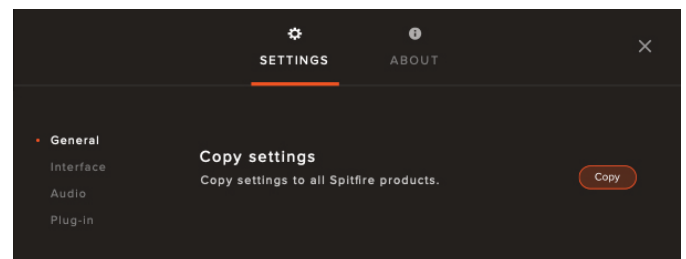 SETTINGS
ABOUT
General
Interface
Audio
Plug-in
Copy settings
Copy settings to all Spitfire products.
Copy